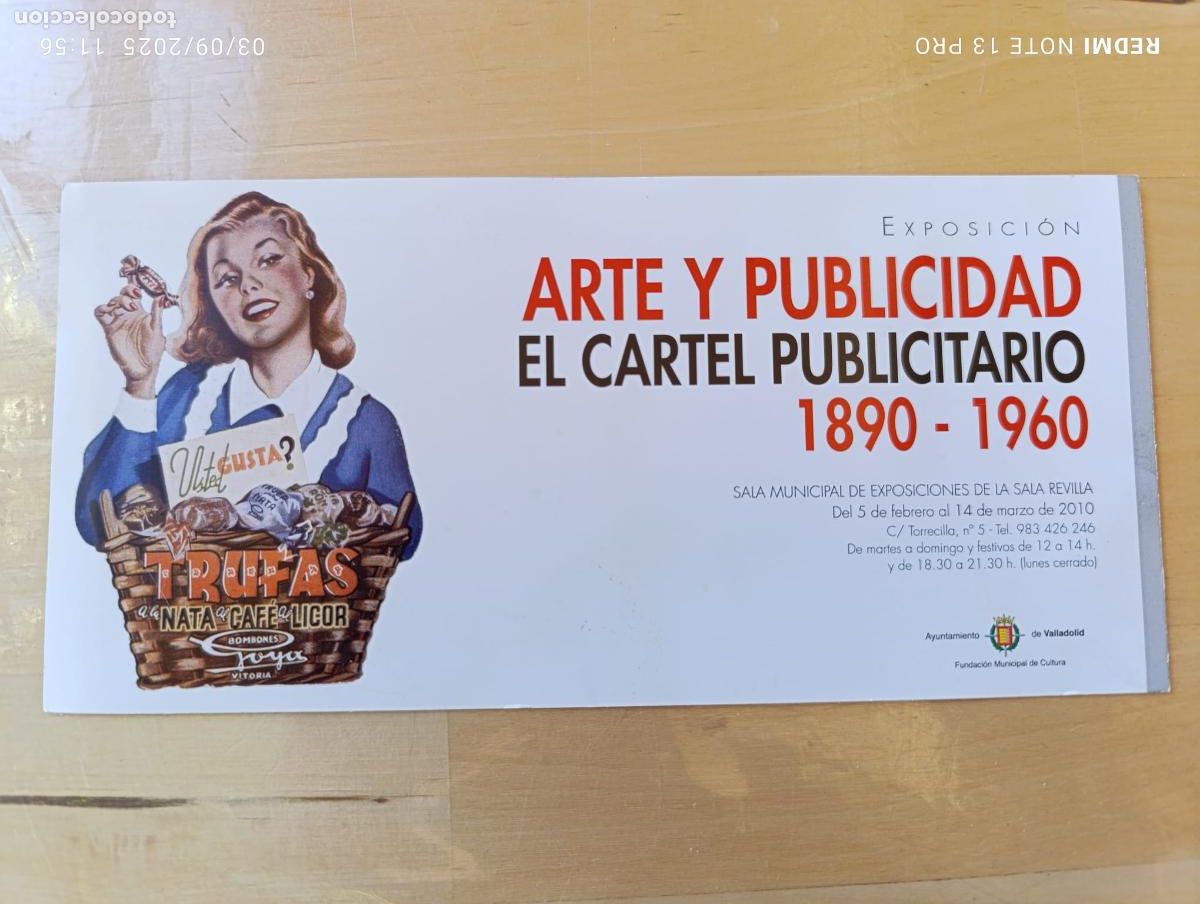 todocoleccion
03/09/2025 11:56
REDMI NOTE 13 PRO
EXPOSICIÓN
ARTE Y PUBLICIDAD
EL CARTEL PUBLICITARIO
1890 - 1960
SALA MUNICIPAL DE EXPOSICIONES DE LA SALA REVILLA
Del 5 de febrero al 14 de marzo de 2010
C/ Torrecilla, nº 5 - Tel. 983 426 246
De martes a domingo y festivos de 12 a 14 h.
y de 18.30 a 21.30 h. (lunes cerrado)
Ayuntamiento de Valladolid
Fundación Municipal de Cultura
Usted GUSTA?
TRUFAS
a la NATA al CAFÉ al LICOR
BOMBONES
Goya
VITORIA